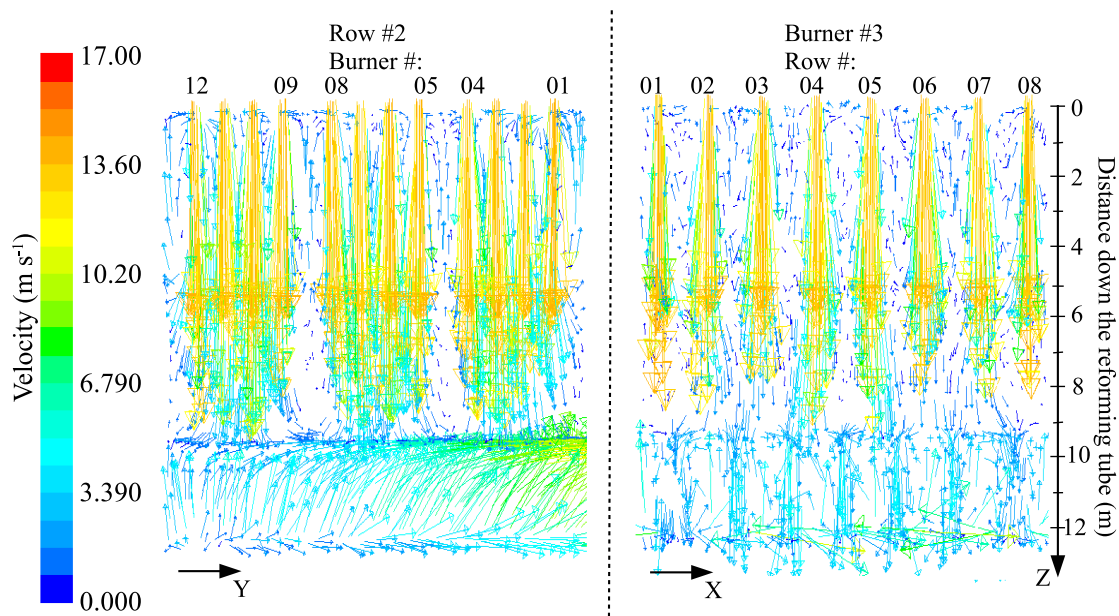 Row #2
Burner #:
12 09 08 05 04 01
Burner #3
Row #:
01 02 03 04 05 06 07 08
17.00
13.60
10.20
6.790
3.390
0.000
Velocity (m s-1)
0
2
4
6
8
10
12
Distance down the reforming tube (m)
Y
X
Z